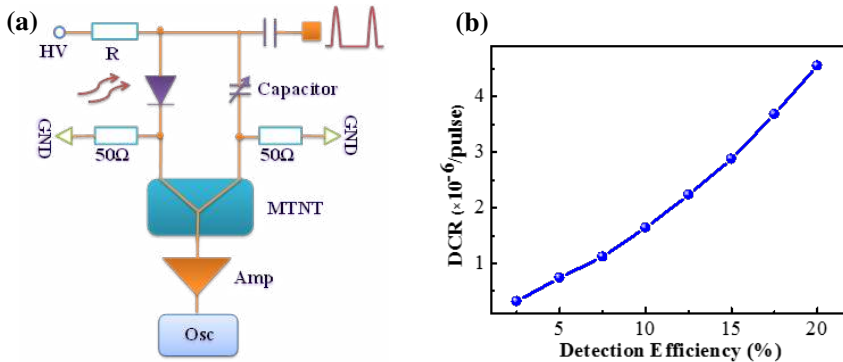 (a)
HV
R
Capacitor
GND
50Ω
50Ω
GND
MTNT
Amp
Osc
(b)
DCR (×10⁻⁶/pulse)
4
3
2
1
5
10
15
20
Detection Efficiency (%)